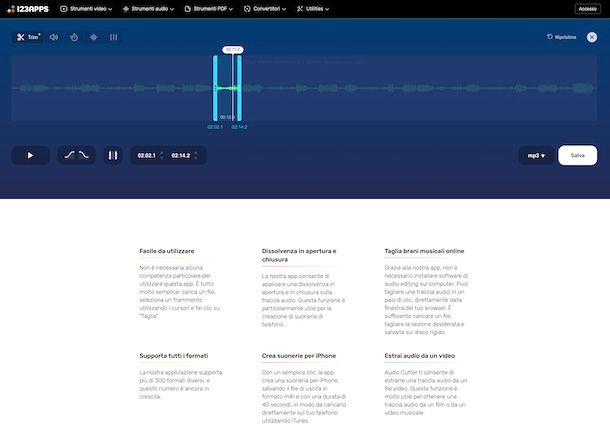 123APPS Strumenti video Strumenti audio Strumenti PDF Convertitori Utilities Accesso
Trim Ripristina
02:11.2
00:12.0
02:02.1 02:14.2
02:02.1 02:14.2 mp3 Salva
Facile da utilizzare
Non è necessaria alcuna
competenza particolare per
utilizzare questa app. È tutto
molto semplice: carica un file,
seleziona un frammento
utilizzando i cursori e fai clic su
"Taglia".
Dissolvenza in apertura e
chiusura
La nostra app consente di
applicare una dissolvenza in
apertura e in chiusura sulla
traccia audio. Questa funzione è
particolarmente utile per la
creazione di suonerie di
telefono.
Taglia brani musicali online
Grazie alla nostra app, non è
necessario installare software di
audio editing sul computer. Puoi
tagliare una traccia audio in un
paio di clic, direttamente dalla
finestra del tuo browser. È
sufficiente caricare un file,
tagliare la sezione desiderata e
salvarla sul disco rigido.
Supporta tutti i formati
La nostra applicazione supporta
più di 300 formati diversi, e
questo numero è ancora in
crescita.
Crea suonerie per iPhone
Con un semplice clic, la app
crea una suoneria per iPhone,
salvando il file di uscita in
formato m4r e con una durata di
40 secondi, in modo da caricarlo
direttamente sul tuo telefono
utilizzando iTunes.
Estrai audio da un video
Audio Cutter ti consente di
estrarre una traccia audio da un
file video. Questa funzione è
molto utile per ottenere una
traccia audio da un film o da un
video musicale.